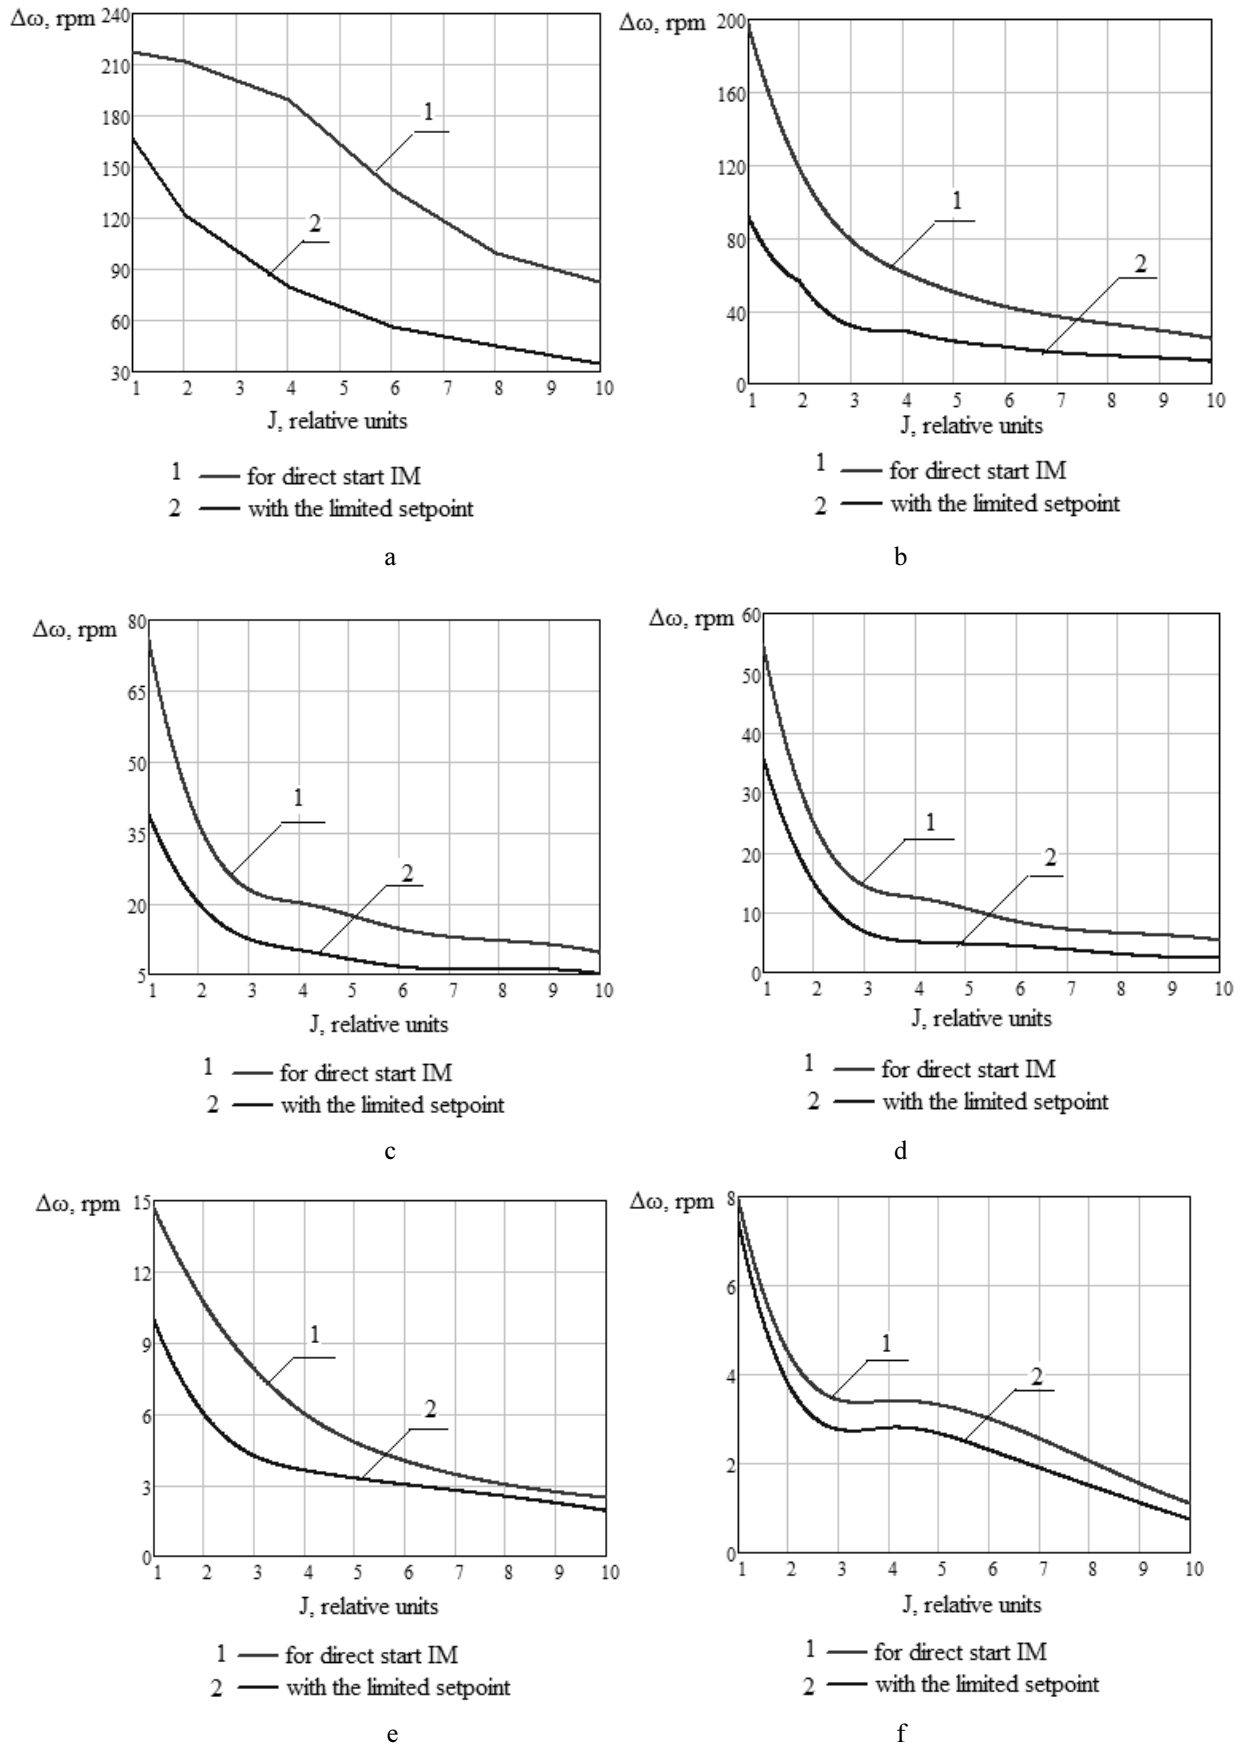 Δω, rpm
240
210
180
150
120
90
60
30
1
2
1 2 3 4 5 6 7 8 9 10
J, relative units
1 for direct start IM
2 with the limited setpoint
a
Δω, rpm
200
160
120
80
40
0
1
2
1 2 3 4 5 6 7 8 9 10
J, relative units
1 for direct start IM
2 with the limited setpoint
b
Δω, rpm
80
65
50
35
20
5
1
2
1 2 3 4 5 6 7 8 9 10
J, relative units
1 for direct start IM
2 with the limited setpoint
c
Δω, rpm
60
50
40
30
20
10
0
1
2
1 2 3 4 5 6 7 8 9 10
J, relative units
1 for direct start IM
2 with the limited setpoint
d
Δω, rpm
15
12
9
6
3
0
1
2
1 2 3 4 5 6 7 8 9 10
J, relative units
1 for direct start IM
2 with the limited setpoint
e
Δω, rpm
8
6
4
2
0
1
2
1 2 3 4 5 6 7 8 9 10
J, relative units
1 for direct start IM
2 with the limited setpoint
f